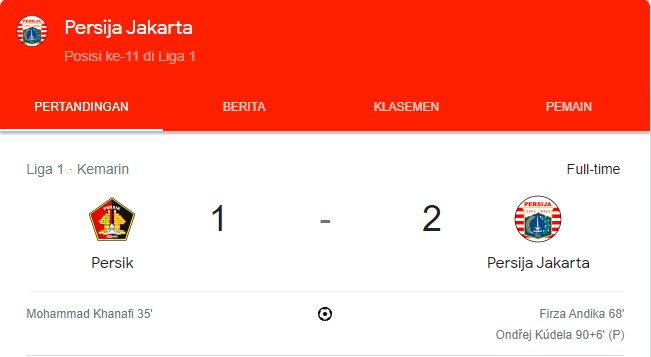 Persija Jakarta
Posisi ke-11 di Liga 1
PERTANDINGAN BERITA KLASEMEN PEMAIN
Liga 1 · Kemarin Full-time
1 - 2
Persik Persija Jakarta
Mohammad Khanafi 35' Firza Andika 68'
Ondřej Kúdela 90+6' (P)